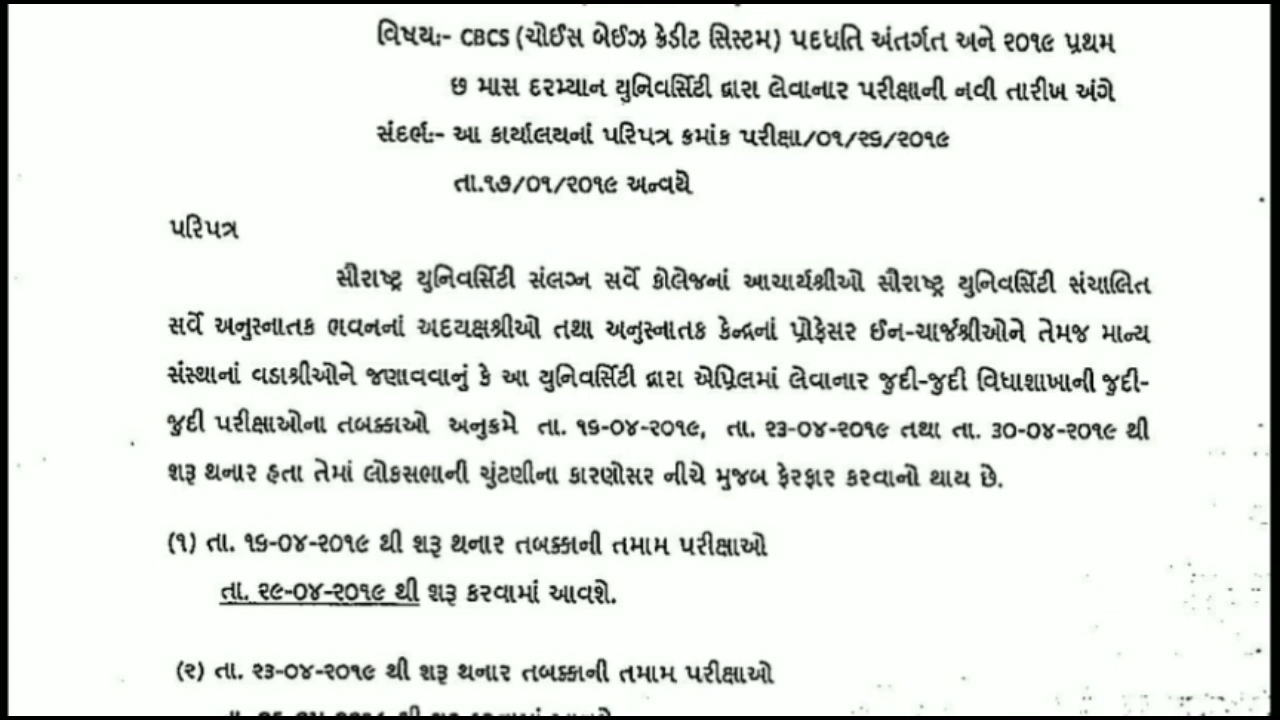 વિષયઃ- CBCS (ચોઈસ બેઈઝ ક્રેડીટ સિસ્ટમ) પદધતિ અંતર્ગત અને ૨૦૧૯ પ્રથમ
છ માસ દરમ્યાન યુનિવર્સિટી દ્વારા લેવાનાર પરીક્ષાની નવી તારીખ અંગે
સંદર્ભઃ- આ કાર્યાલયનાં પરિપત્ર ક્રમાંક પરીક્ષા/૦૧/૨૬/૨૦૧૯
તા.૧૭/૦૧/૨૦૧૯ અન્વયે
પરિપત્ર
સૌરાષ્ટ્ર યુનિવર્સિટી સંલગ્ન સર્વે કોલેજનાં આચાર્યશ્રીઓ સૌરાષ્ટ્ર યુનિવર્સિટી સંચાલિત
સર્વે અનુસ્નાતક ભવનનાં અદયક્ષશ્રીઓ તથા અનુસ્નાતક કેન્દ્રનાં પ્રોફેસર ઈન-ચાર્જશ્રીઓને તેમજ માન્ય
સંસ્થાનાં વડાશ્રીઓને જણાવવાનું કે આ યુનિવર્સિટી દ્વારા એપ્રિલમાં લેવાનાર જુદી-જુદી વિધાશાખાની જુદી-
જુદી પરીક્ષાઓના તબક્કાઓ અનુક્રમે તા. ૧૬-૦૪-૨૦૧૯, તા. ૨૩-૦૪-૨૦૧૯ તથા તા. ૩૦-૦૪-૨૦૧૯ થી
શરૂ થનાર હતા તેમાં લોકસભાની ચુંટણીના કારણોસર નીચે મુજબ ફેરફાર કરવાનો થાય છે.
(૧) તા. ૧૬-૦૪-૨૦૧૯ થી શરૂ થનાર તબક્કાની તમામ પરીક્ષાઓ
તા. ૨૯-૦૪-૨૦૧૯ થી શરૂ કરવામાં આવશે.
(૨) તા. ૨૩-૦૪-૨૦૧૯ થી શરૂ થનાર તબક્કાની તમામ પરીક્ષાઓ